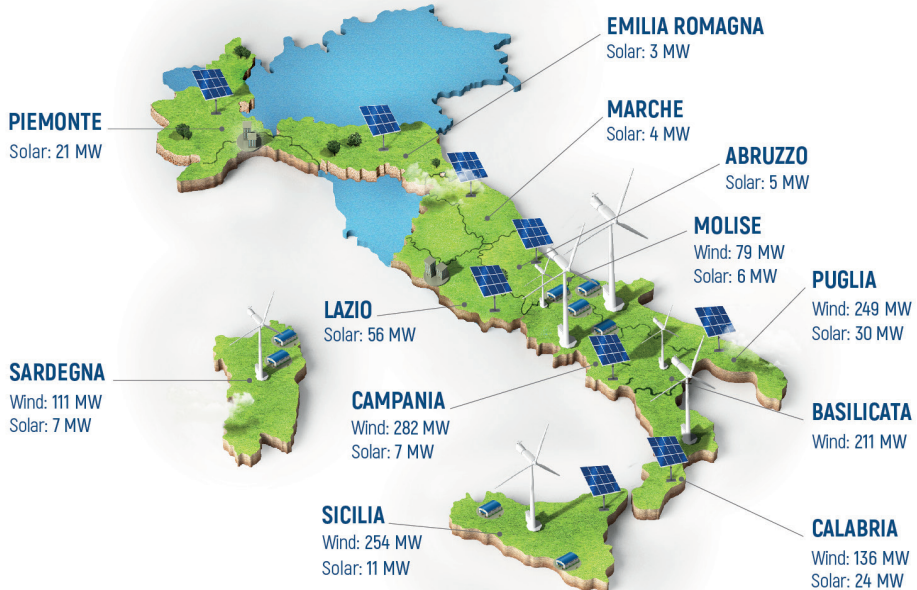 EMILIA ROMAGNA
Solar: 3 MW
PIEMONTE
Solar: 21 MW
MARCHE
Solar: 4 MW
ABRUZZO
Solar: 5 MW
MOLISE
Wind: 79 MW
Solar: 6 MW
PUGLIA
Wind: 249 MW
Solar: 30 MW
LAZIO
Solar: 56 MW
SARDEGNA
Wind: 111 MW
Solar: 7 MW
CAMPANIA
Wind: 282 MW
Solar: 7 MW
BASILICATA
Wind: 211 MW
SICILIA
Wind: 254 MW
Solar: 11 MW
CALABRIA
Wind: 136 MW
Solar: 24 MW